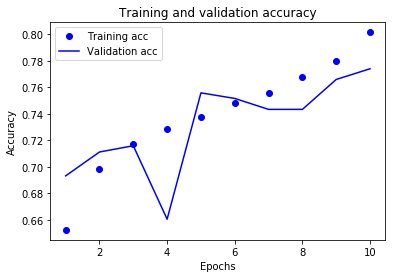 Training and validation accuracy
Training acc
Validation acc
0.80
0.78
0.76
0.74
0.72
0.70
0.68
0.66
Accuracy
2
4
6
8
10
Epochs